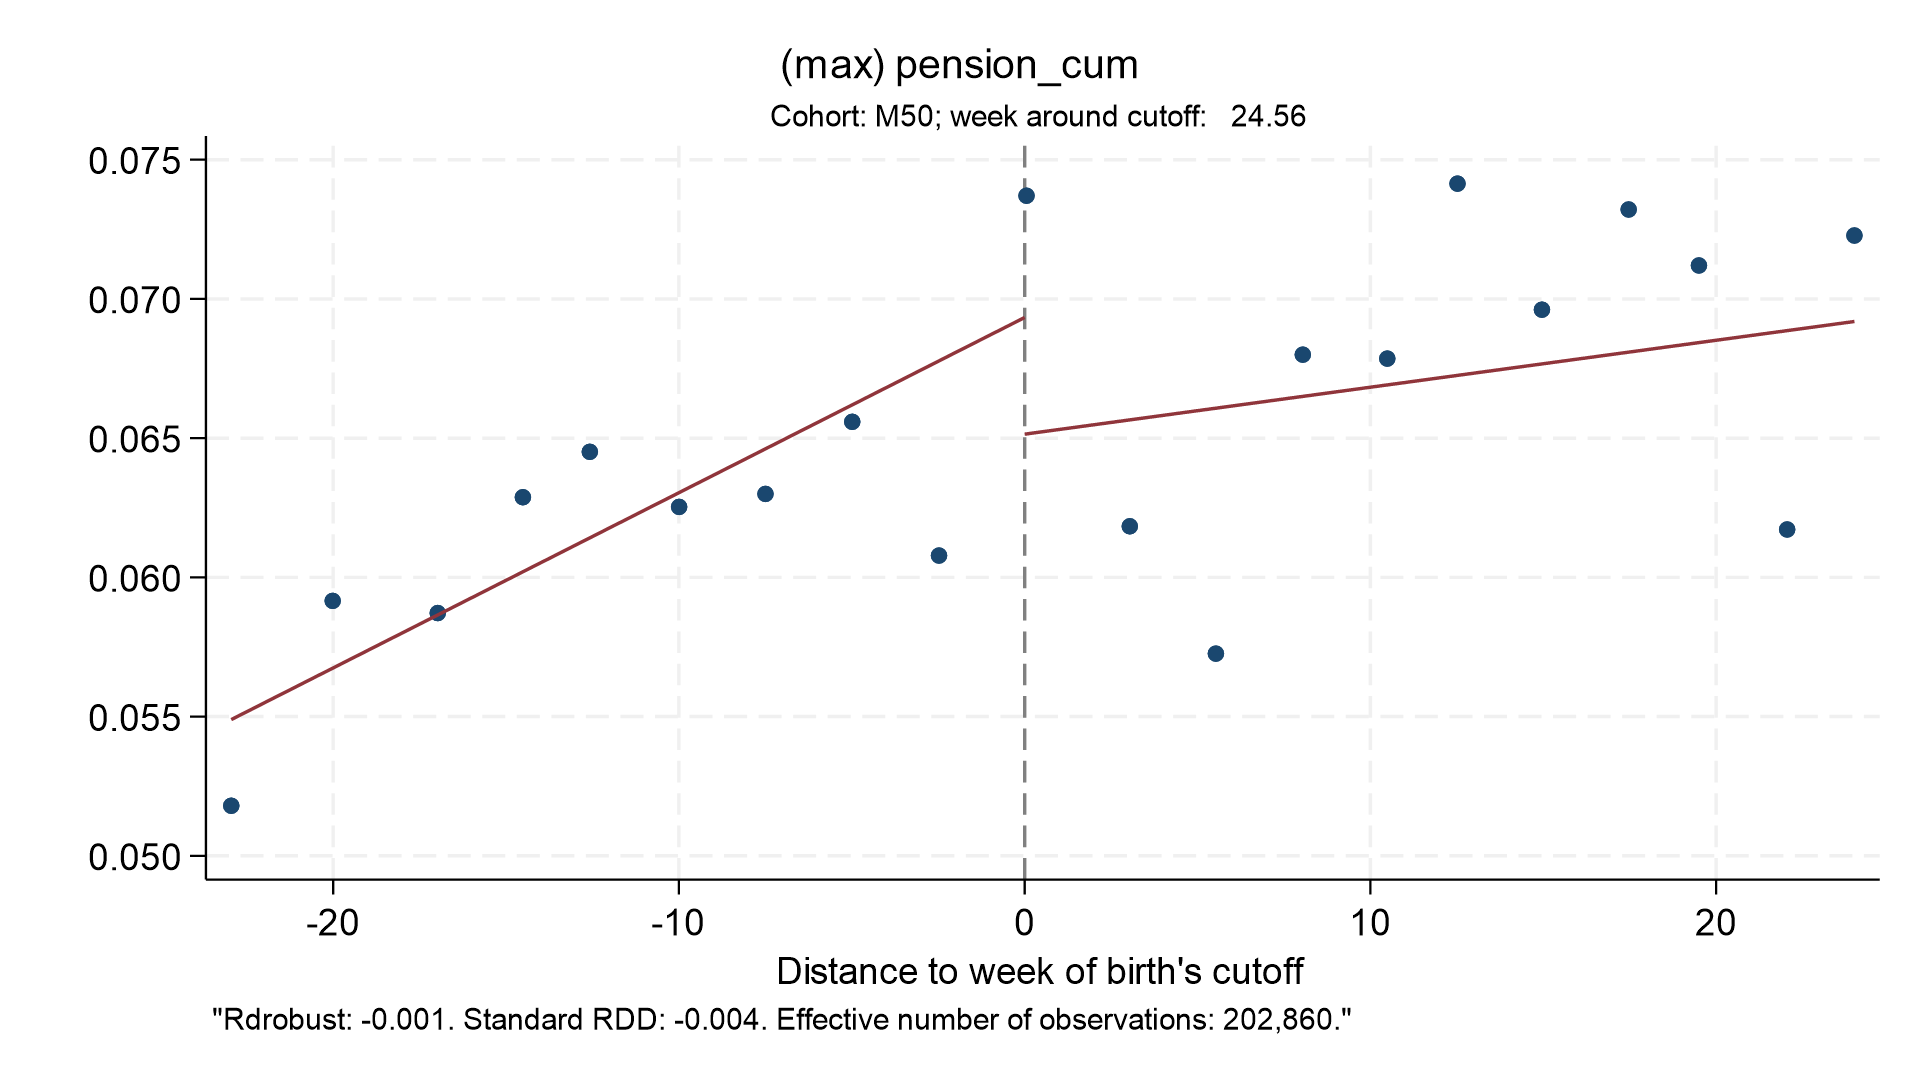 (max) pension_cum
Cohort: M50; week around cutoff: 24.56
0.075
0.070
0.065
0.060
0.055
0.050
-20 -10 0 10 20
Distance to week of birth's cutoff
"Rdrobust: -0.001. Standard RDD: -0.004. Effective number of observations: 202,860."